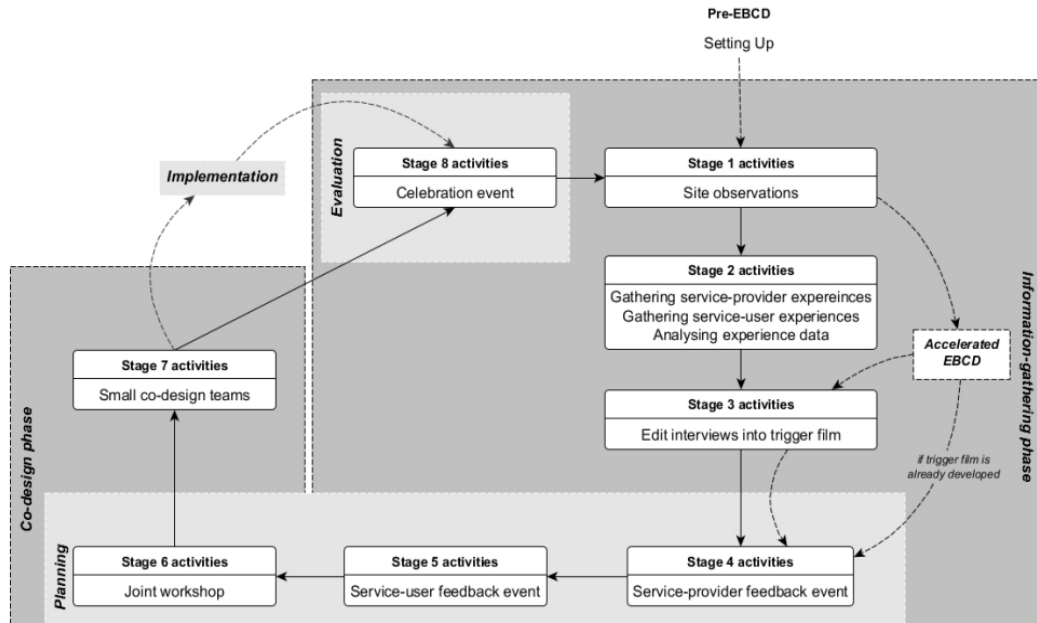 Pre-EBCD
Setting Up
Evaluation
Stage 8 activities
Celebration event
Stage 1 activities
Site observations
Implementation
Stage 2 activities
Gathering service-provider expereinces
Gathering service-user experiences
Analysing experience data
Information-gathering phase
Accelerated
EBCD
Stage 7 activities
Small co-design teams
Stage 3 activities
Edit interviews into trigger film
if trigger film is
already developed
Co-design phase
Planning
Stage 6 activities
Joint workshop
Stage 5 activities
Service-user feedback event
Stage 4 activities
Service-provider feedback event